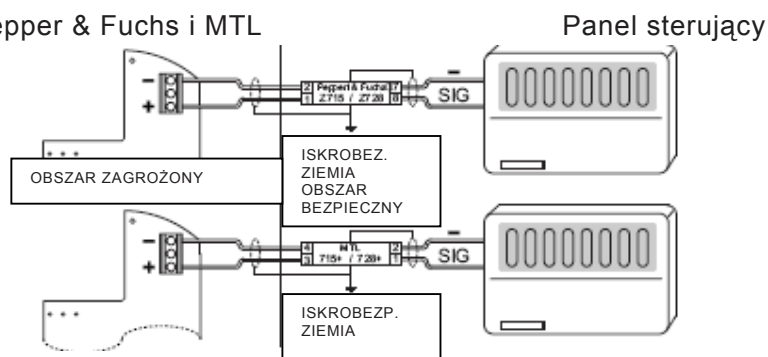 epper & Fuchs i MTL
Panel sterujący
−
+
2 Pepperl & Fuchs 7
1 Z715 / Z728 8
−
SIG
OBSZAR ZAGROŻONY
ISKROBEZ.
ZIEMIA
OBSZAR
BEZPIECZNY
−
+
4 MTL 2
3 715+ / 728+ 1
−
SIG
ISKROBEZP.
ZIEMIA